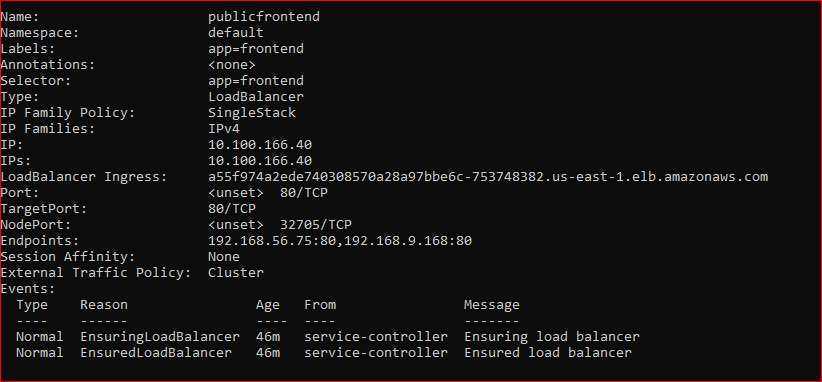 Name:                     publicfrontend
Namespace:                default
Labels:                   app=frontend
Annotations:              <none>
Selector:                 app=frontend
Type:                     LoadBalancer
IP Family Policy:         SingleStack
IP Families:              IPv4
IP:                       10.100.166.40
IPs:                      10.100.166.40
LoadBalancer Ingress:     a55f974a2ede740308570a28a97bbe6c-753748382.us-east-1.elb.amazonaws.com
Port:                     <unset>  80/TCP
TargetPort:               80/TCP
NodePort:                 <unset>  32705/TCP
Endpoints:                192.168.56.75:80,192.168.9.168:80
Session Affinity:         None
External Traffic Policy:  Cluster
Events:
  Type    Reason                Age   From                Message
  ----    ------                ----  ----                -------
  Normal  EnsuringLoadBalancer  46m   service-controller  Ensuring load balancer
  Normal  EnsuredLoadBalancer   46m   service-controller  Ensured load balancer